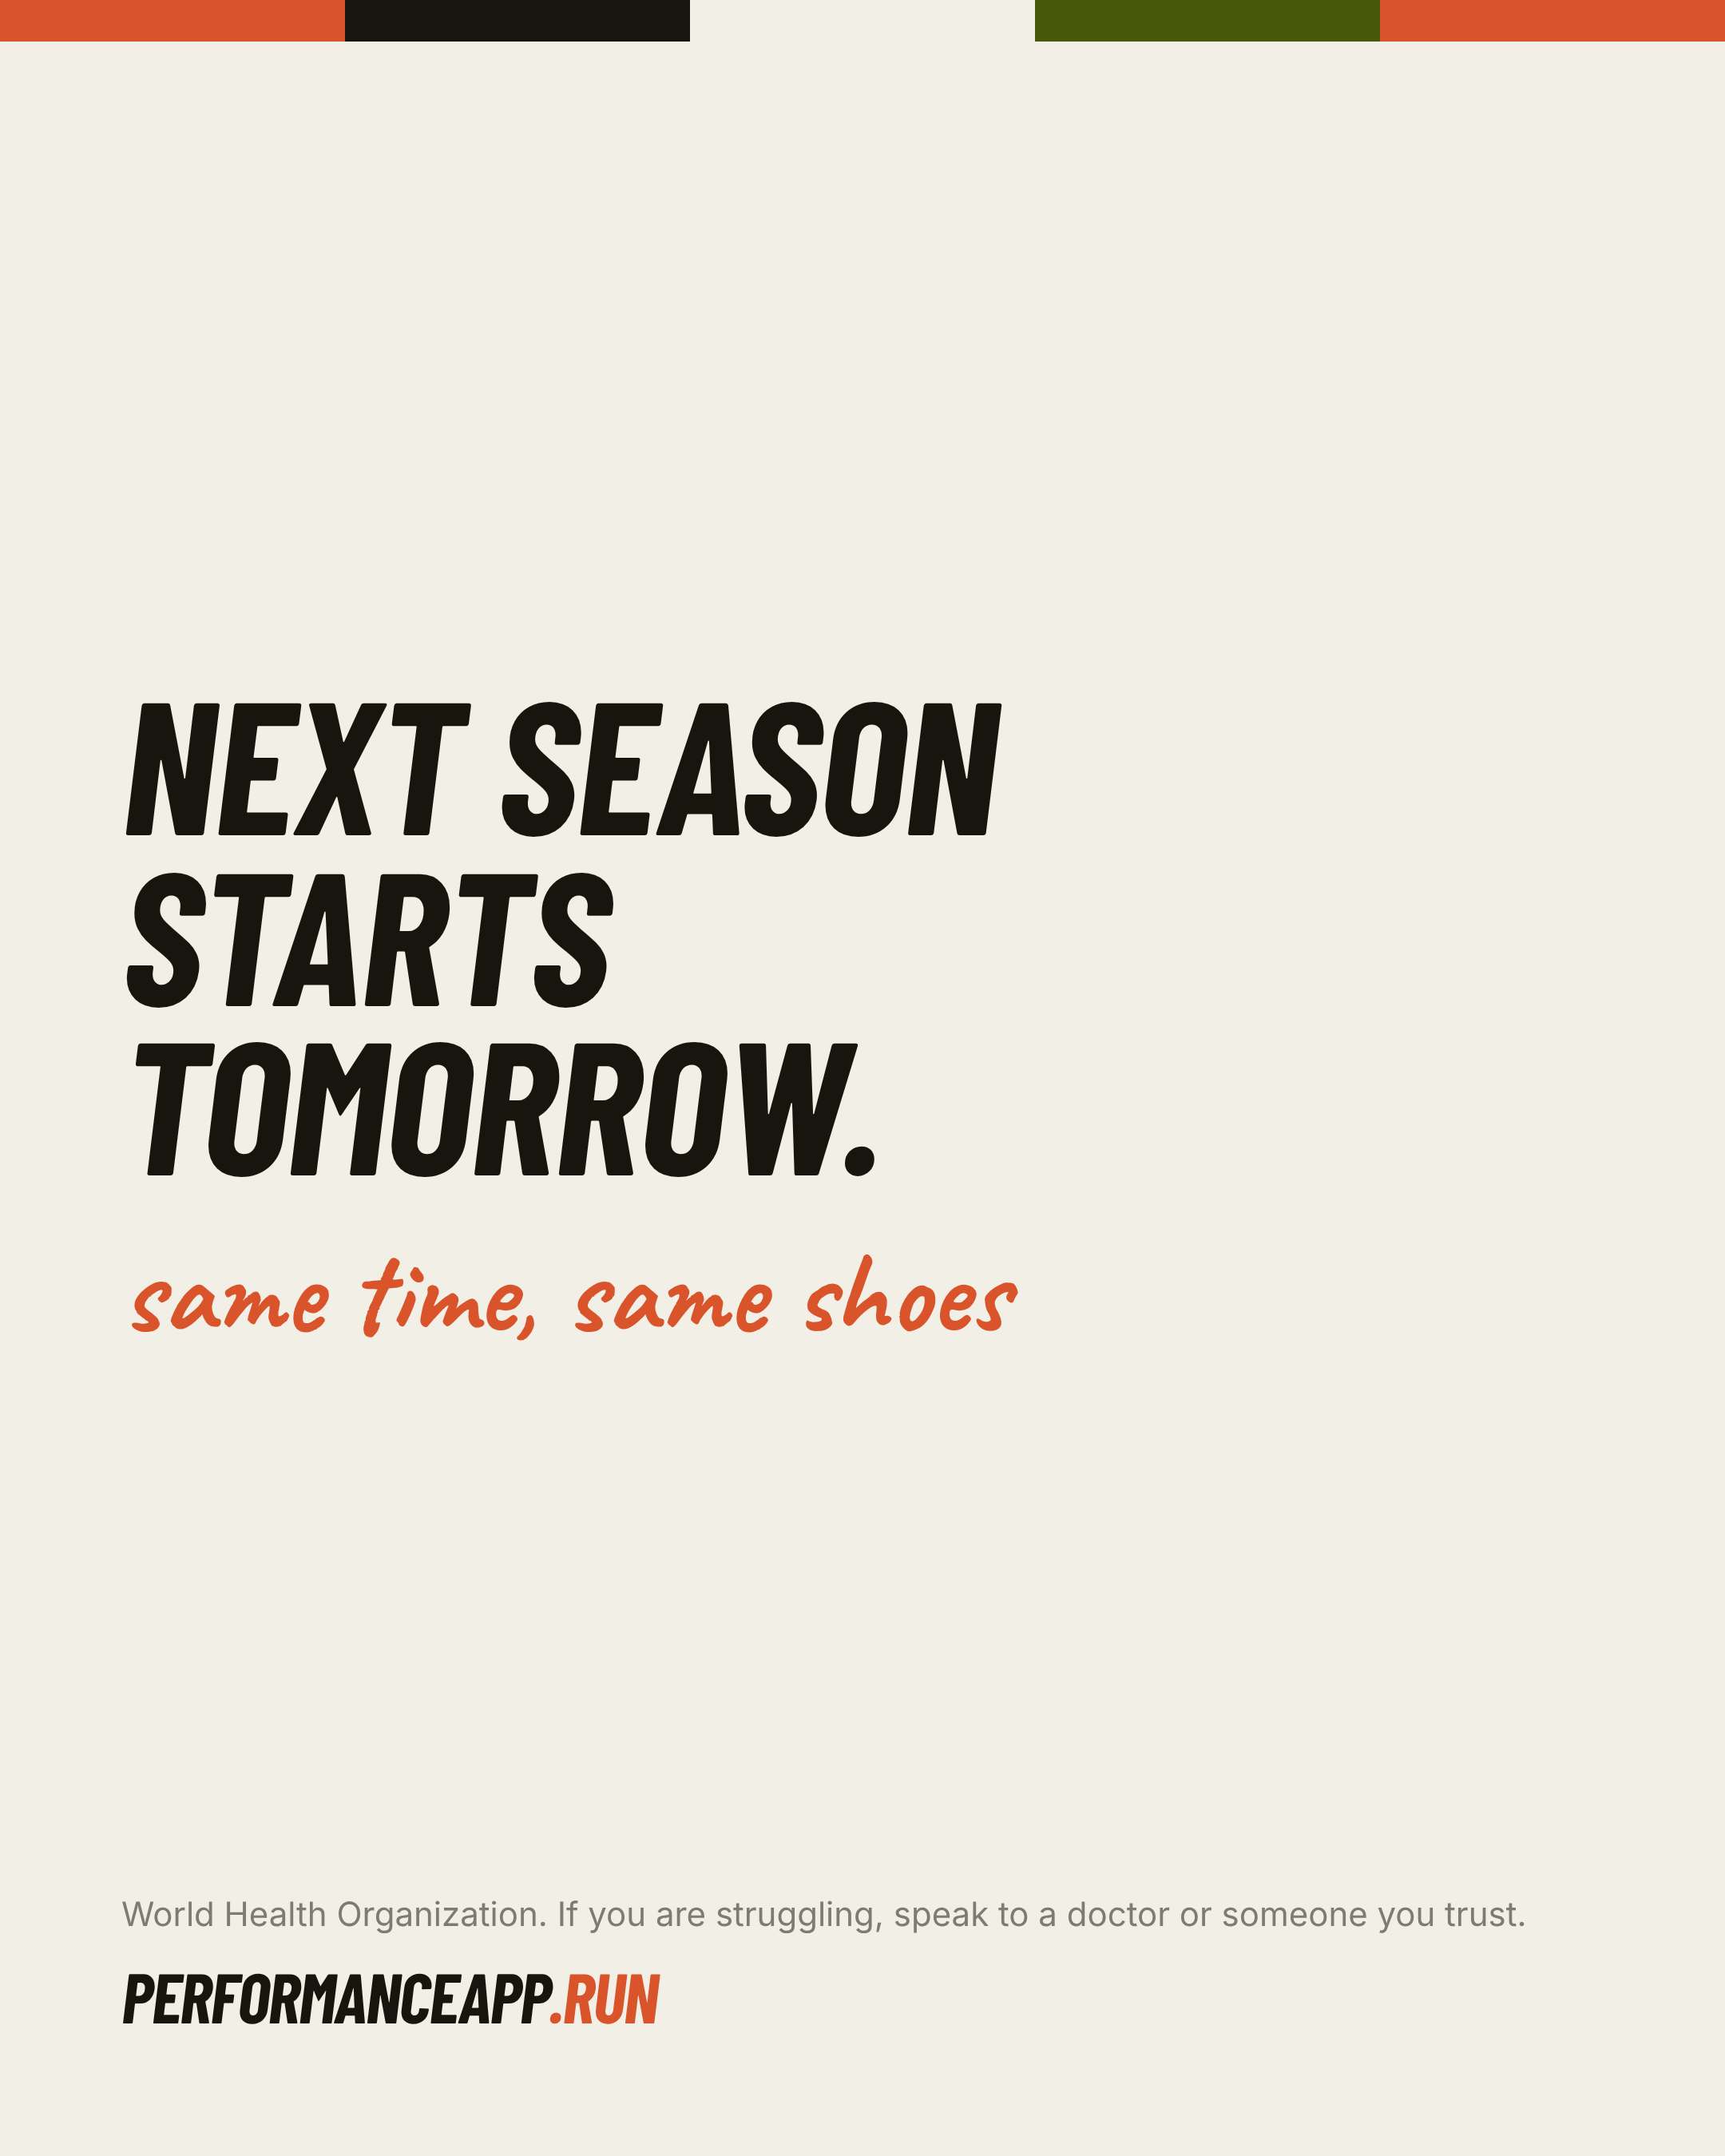 NEXT SEASON
STARTS
TOMORROW.
same time, same shoes
World Health Organization. If you are struggling, speak to a doctor or someone you trust.
PERFORMANCEAPP.RUN